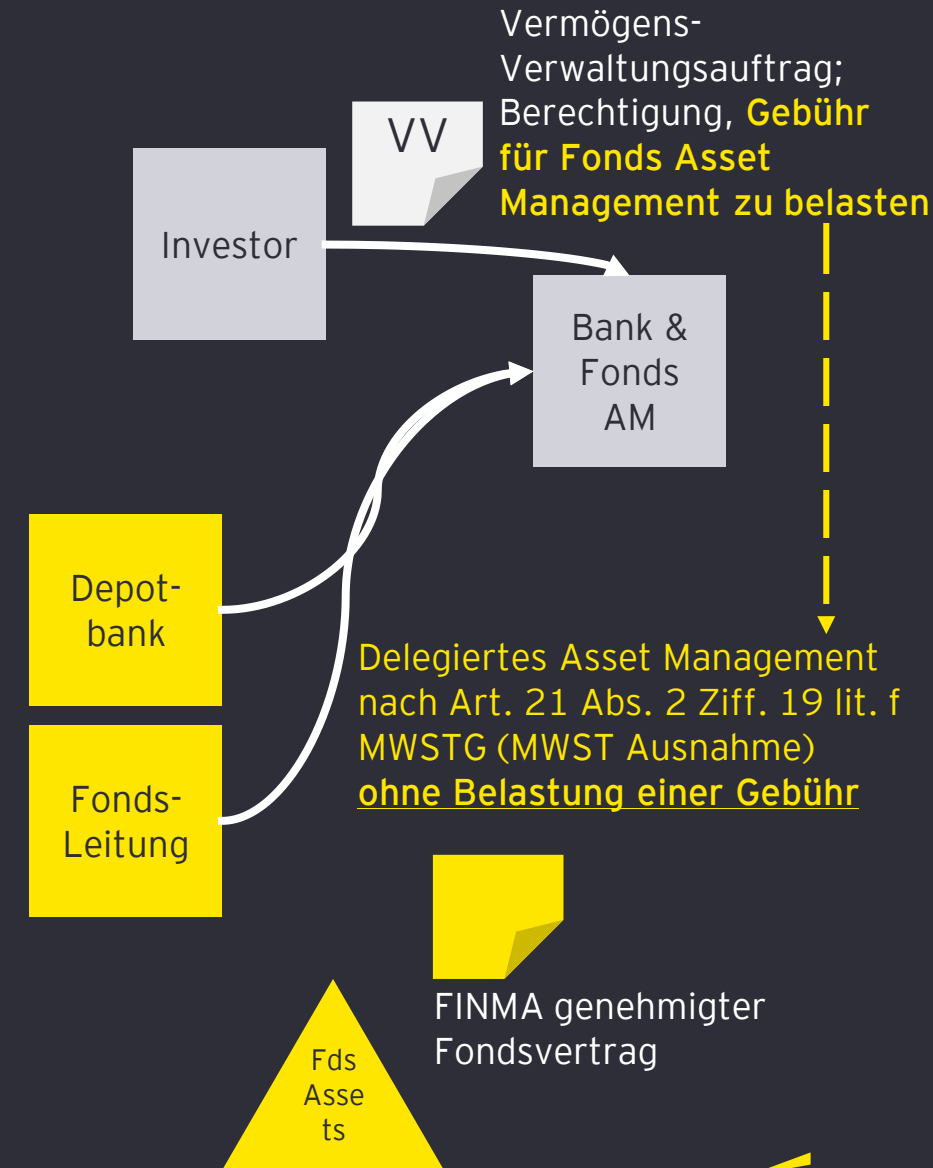 Vermögens-
Verwaltungsauftrag;
Berechtigung, Gebühr
für Fonds Asset
Management zu belasten
VV
Investor
Bank &
Fonds
AM
Depot-
bank
Fonds-
Leitung
Delegiertes Asset Management
nach Art. 21 Abs. 2 Ziff. 19 lit. f
MWSTG (MWST Ausnahme)
ohne Belastung einer Gebühr
FINMA genehmigter
Fondsvertrag
Fds
Asse
ts